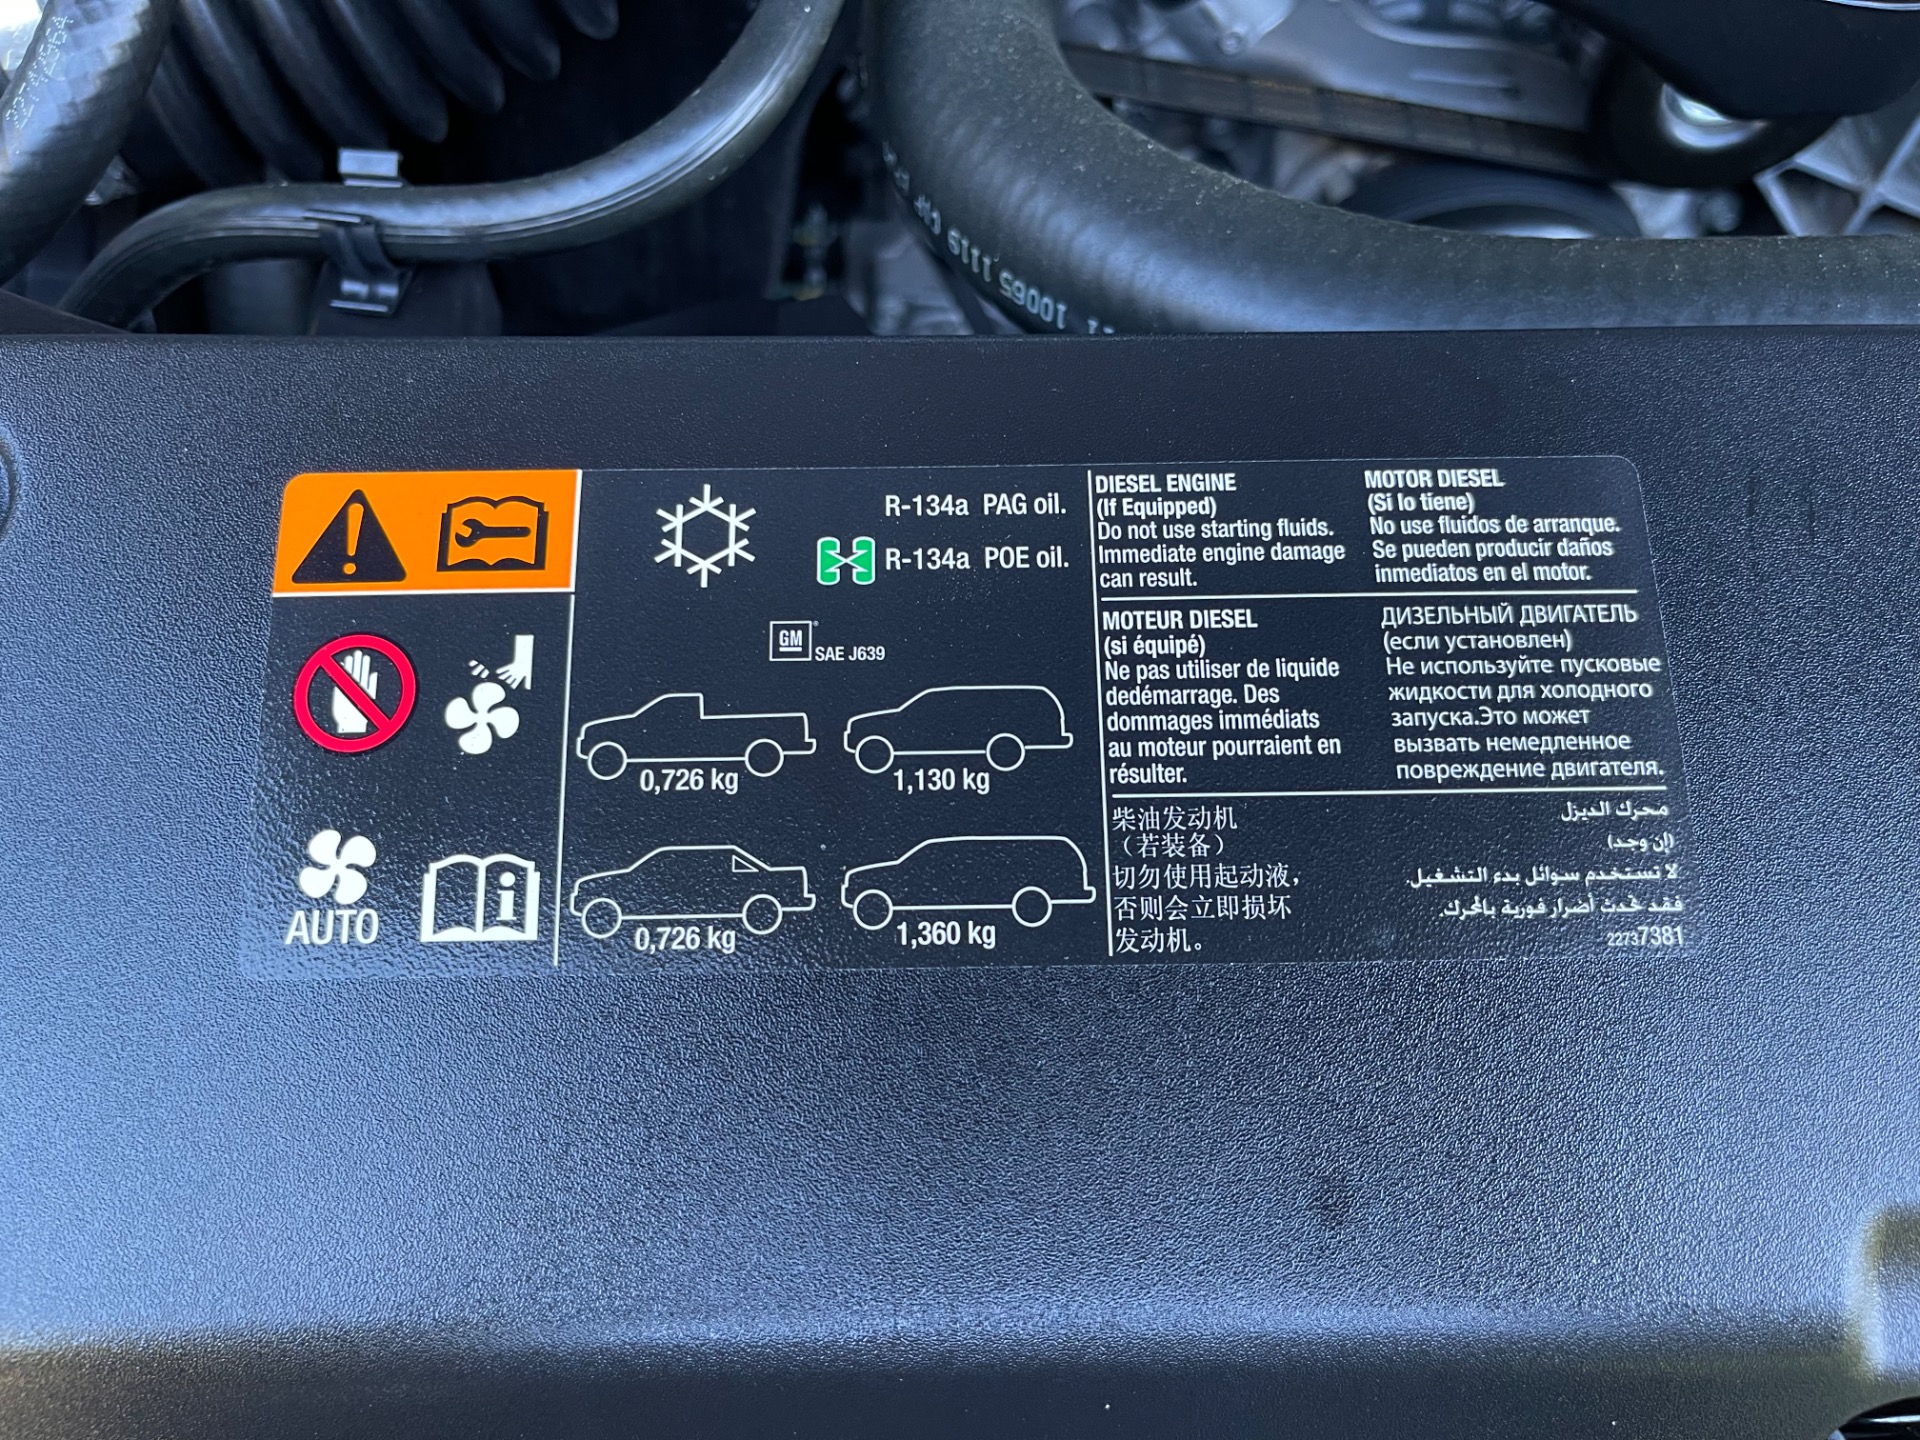 10065 1119
R-134a PAG oil.
R-134a POE oil.
GM
SAE J639
0,726 kg
1,130 kg
0,726 kg
1,360 kg
AUTO
DIESEL ENGINE
(If Equipped)
Do not use starting fluids.
Immediate engine damage
can result.
MOTOR DIESEL
(Si lo tiene)
No use fluidos de arranque.
Se pueden producir daños
inmediatos en el motor.
MOTEUR DIESEL
(si équipé)
Ne pas utiliser de liquide
dedémarrage. Des
dommages immédiats
au moteur pourraient en
résulter.
ДИЗЕЛЬНЫЙ ДВИГАТЕЛЬ
(если установлен)
Не используйте пусковые
жидкости для холодного
запуска.Это может
вызвать немедленное
повреждение двигателя.
柴油发动机
（若装备）
切勿使用起动液，
否则会立即损坏
发动机。
محرك الديزل
(إن وجد)
لا تستخدم سوائل بدء التشغيل.
فقد تحدث أضرار فورية بالمحرك.
22737381